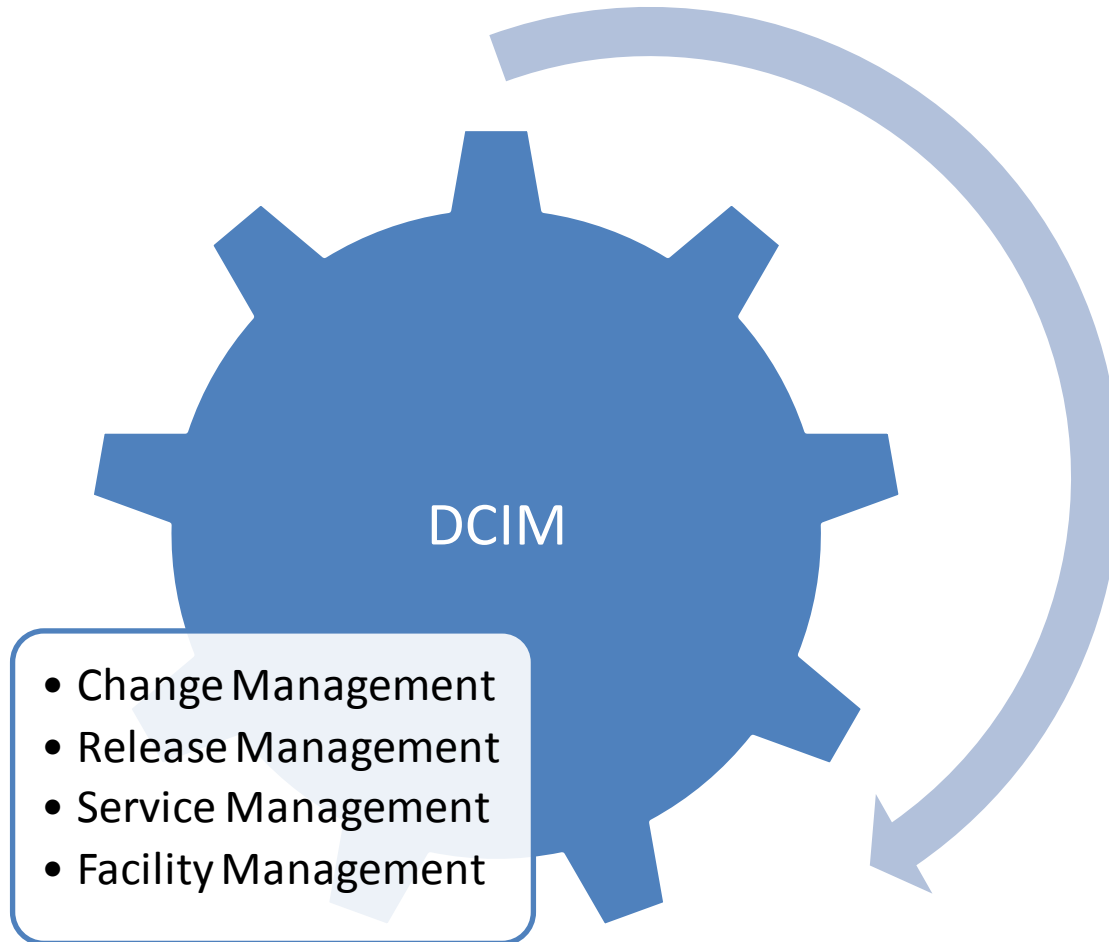 DCIM
• Change Management
• Release Management
• Service Management
• Facility Management